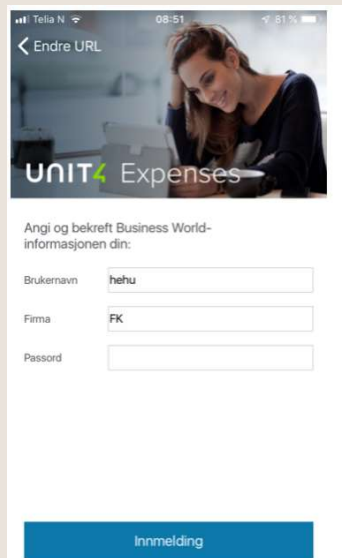 Telia N 08:51 81 %
Endre URL
UNIT4 Expenses
Angi og bekreft Business World-
informasjonen din:
Brukernavn hehu
Firma FK
Passord
Innmelding